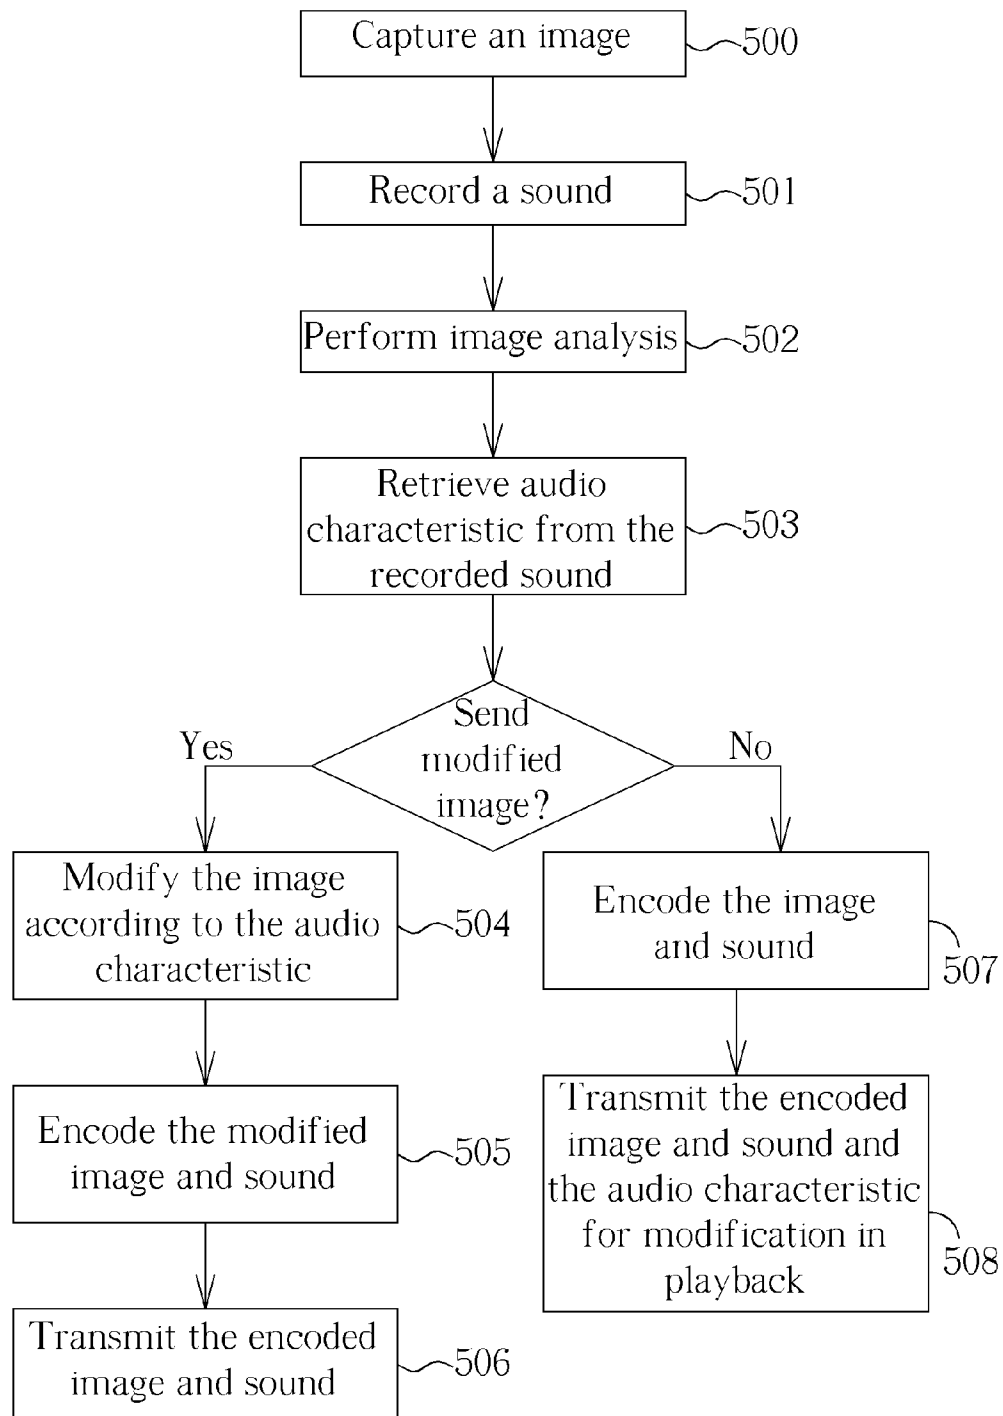 Capture an image
500
Record a sound
501
Perform image analysis
502
Retrieve audio
characteristic from the
recorded sound
503
Send
modified
image?
Yes
No
Modify the image
according to the audio
characteristic
504
Encode the modified
image and sound
505
Transmit the encoded
image and sound
506
Encode the image
and sound
507
Transmit the encoded
image and sound and
the audio characteristic
for modification in
playback
508